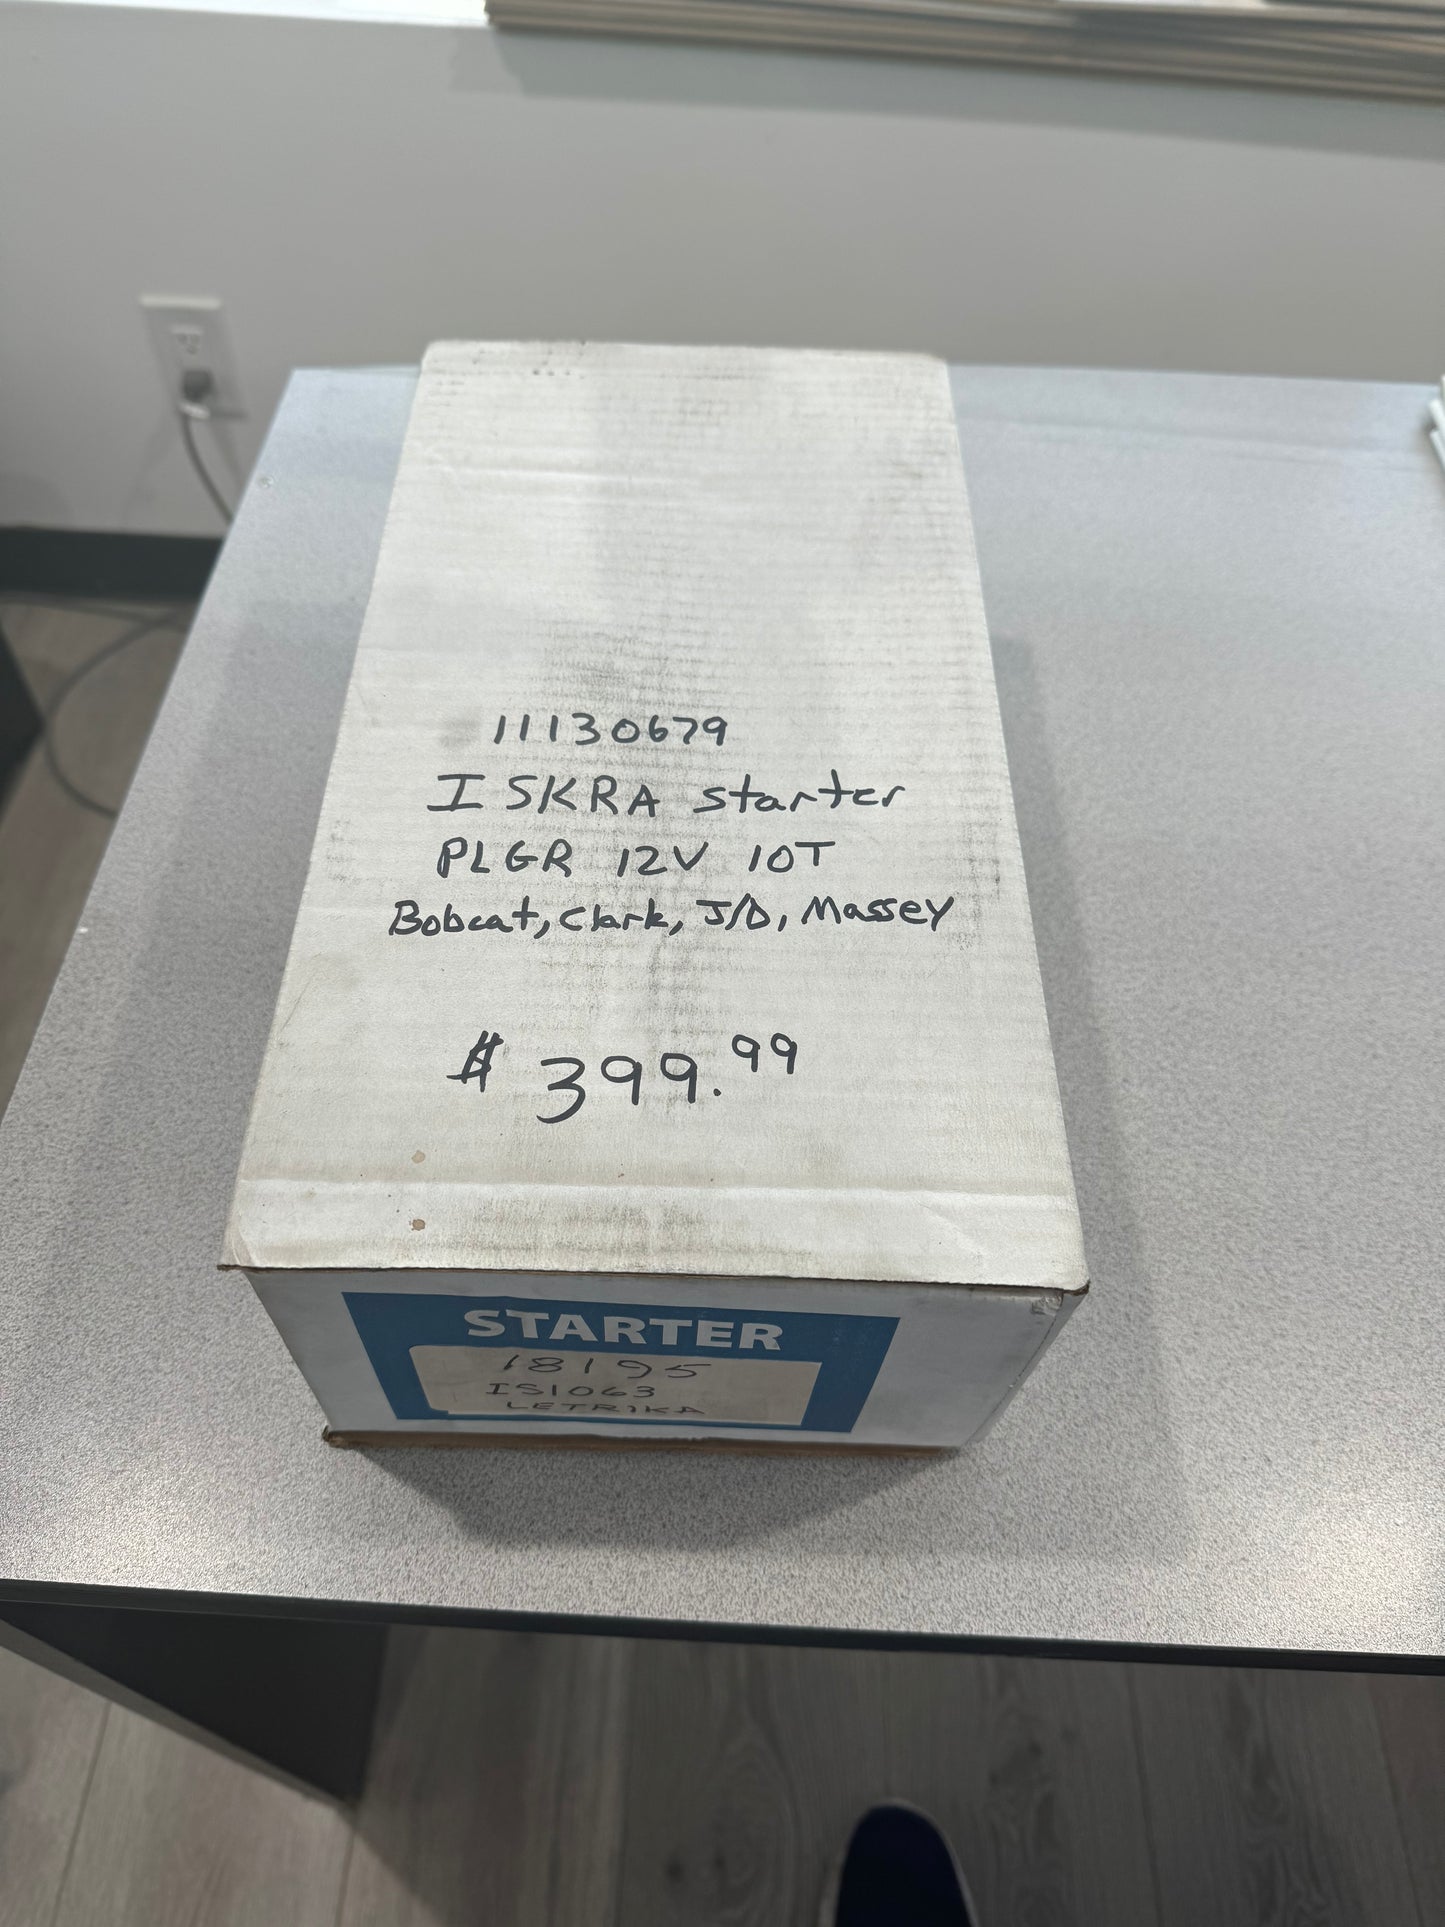 11130679
ISKRA starter
PLGR 12V 10T
Bobcat, Clark, J/D, Massey
$ 399.99
STARTER
18195
IS1063
LETRIKA